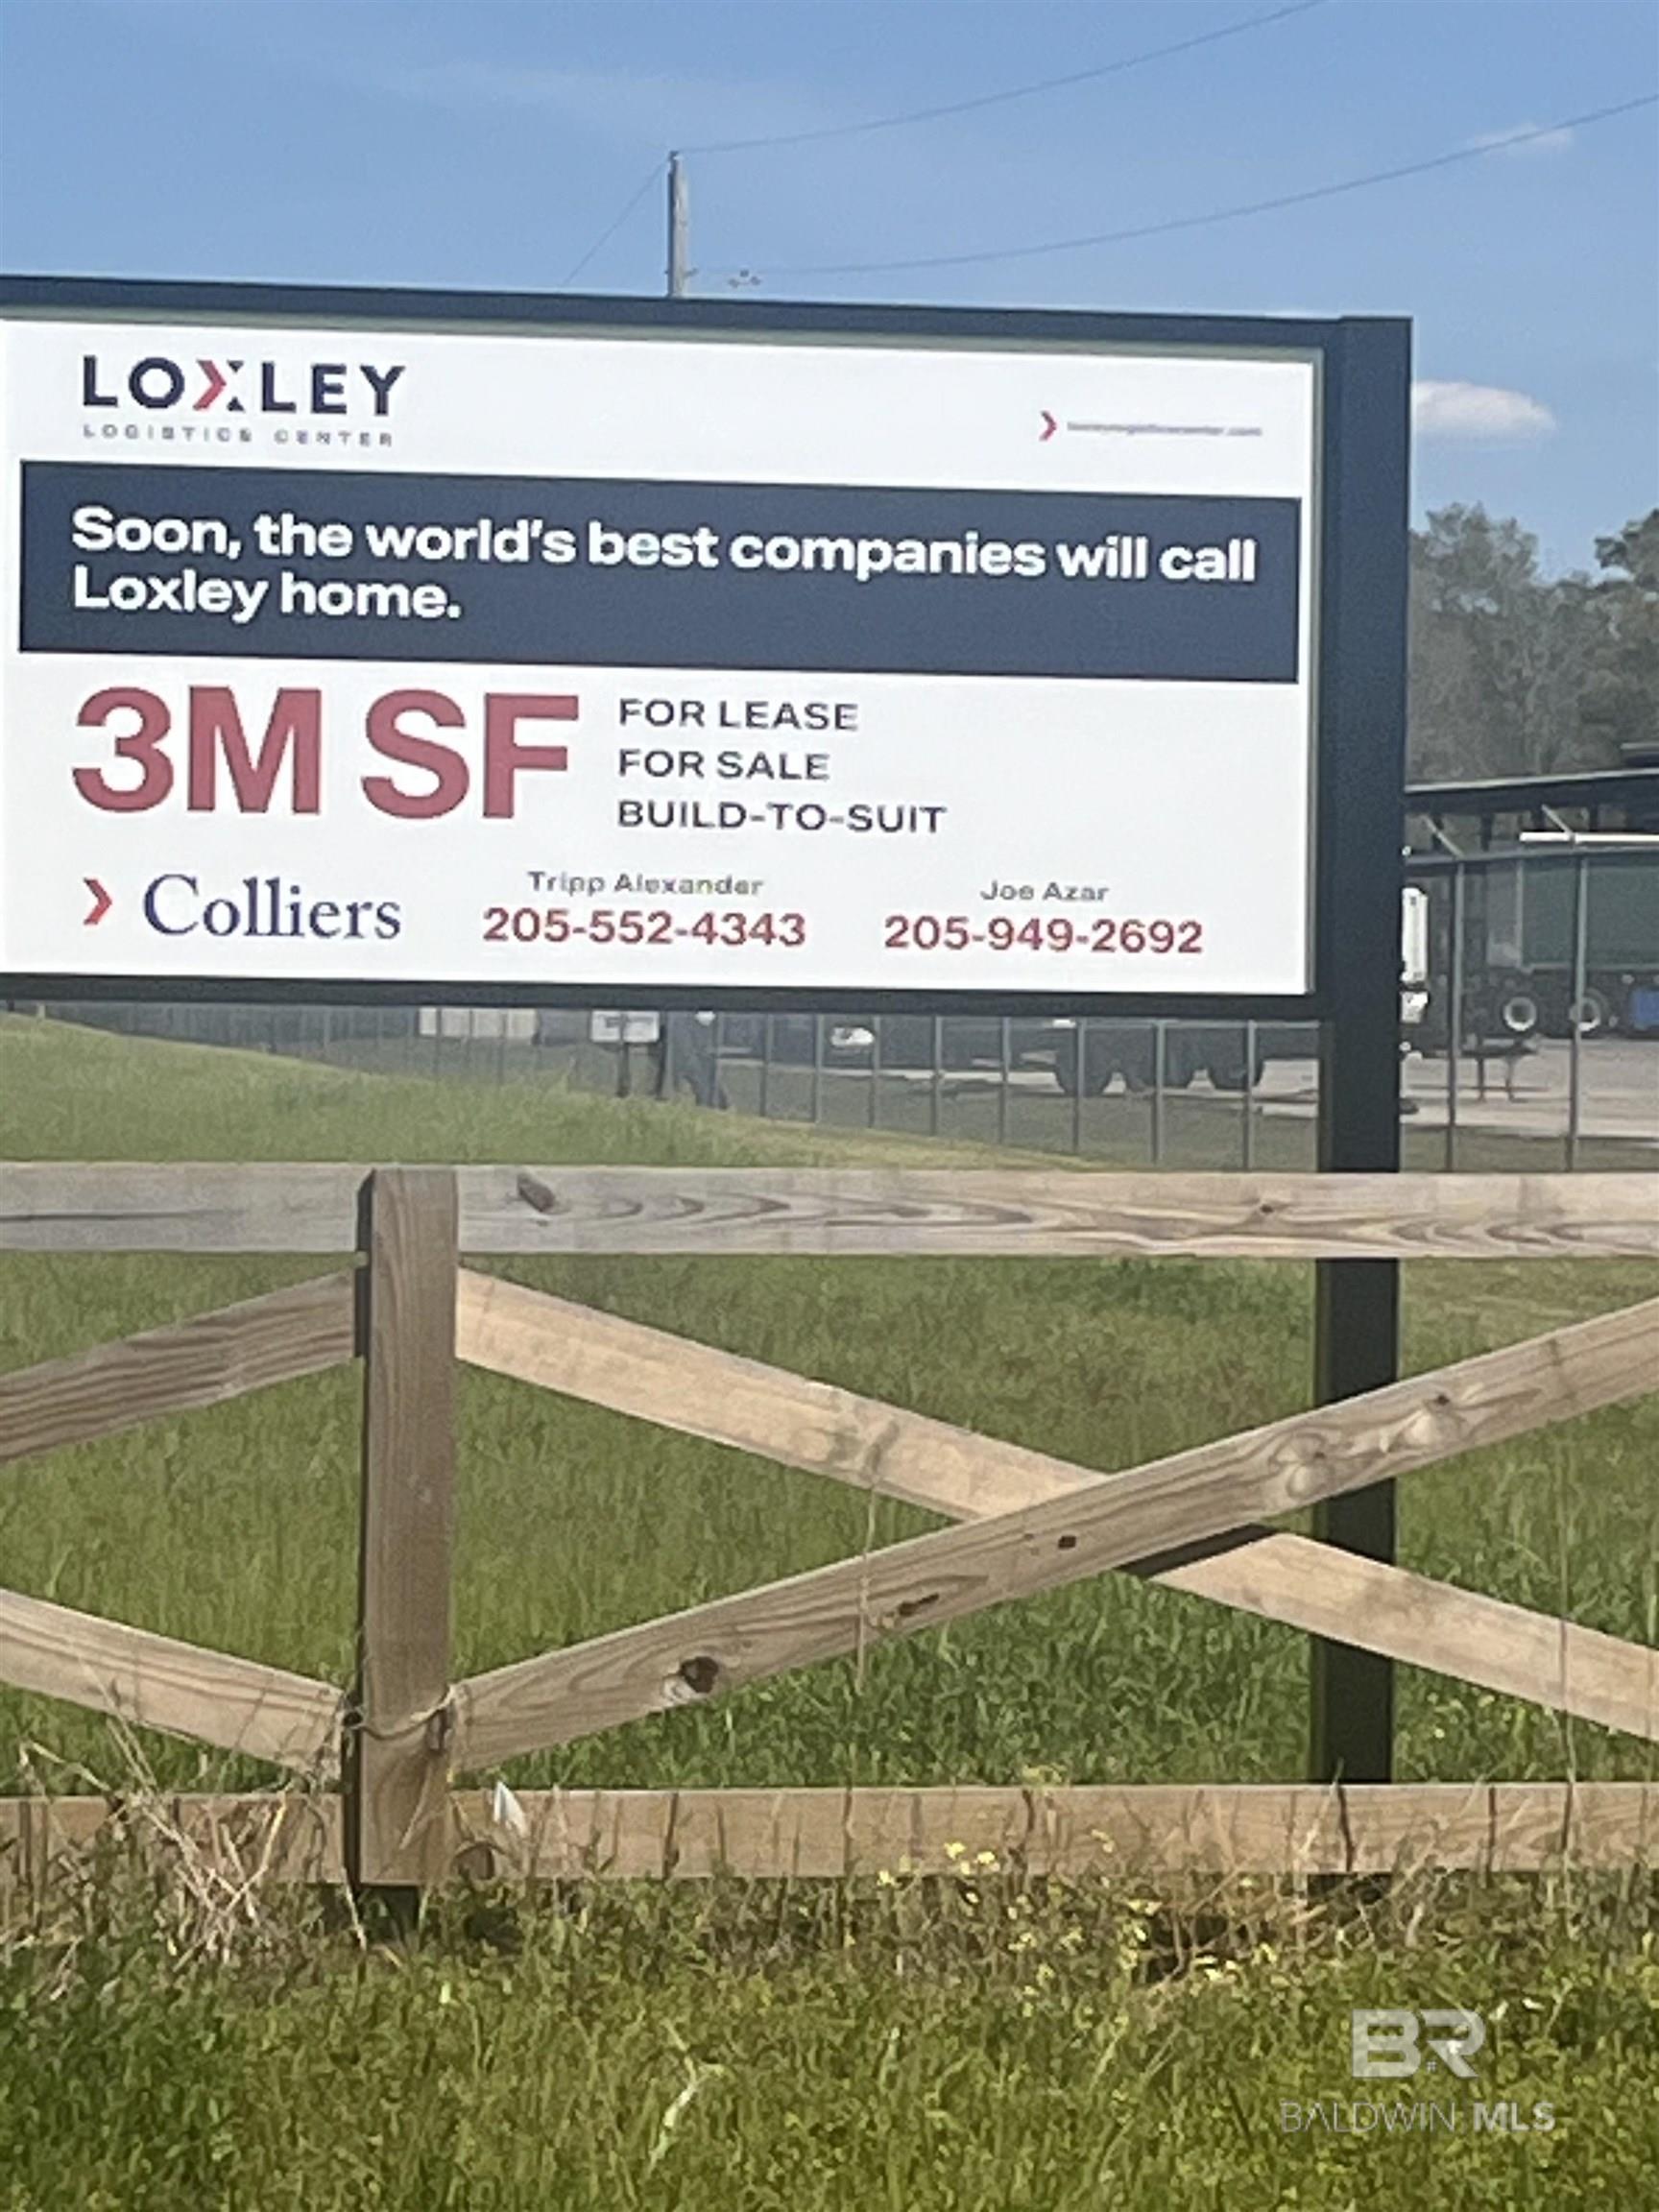 LOXLEY
LOGISTICS CENTER
Soon, the world's best companies will call
Loxley home.
3M SF
FOR LEASE
FOR SALE
BUILD-TO-SUIT
Colliers
Tripp Alexander
205-552-4343
Joe Azar
205-949-2692
BR
BALDWIN MLS